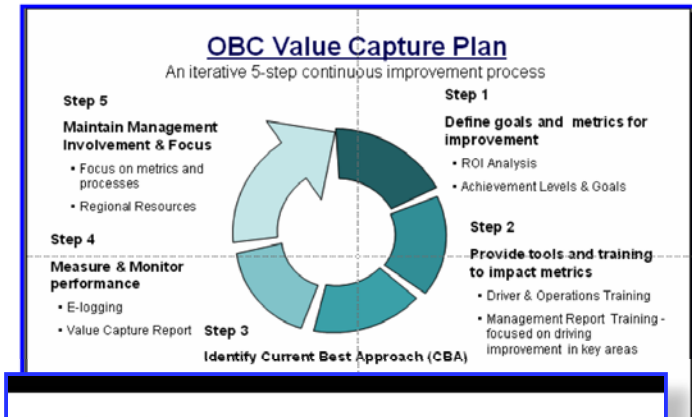 OBC Value Capture Plan
An iterative 5-step continuous improvement process
Step 1
Define goals and metrics for
improvement
• ROI Analysis
• Achievement Levels & Goals
Step 2
Provide tools and training
to impact metrics
• Driver & Operations Training
• Management Report Training -
focused on driving
improvement in key areas
Step 3
Identify Current Best Approach (CBA)
Step 4
Measure & Monitor
performance
• E-logging
• Value Capture Report
Step 5
Maintain Management
Involvement & Focus
• Focus on metrics and
processes
• Regional Resources